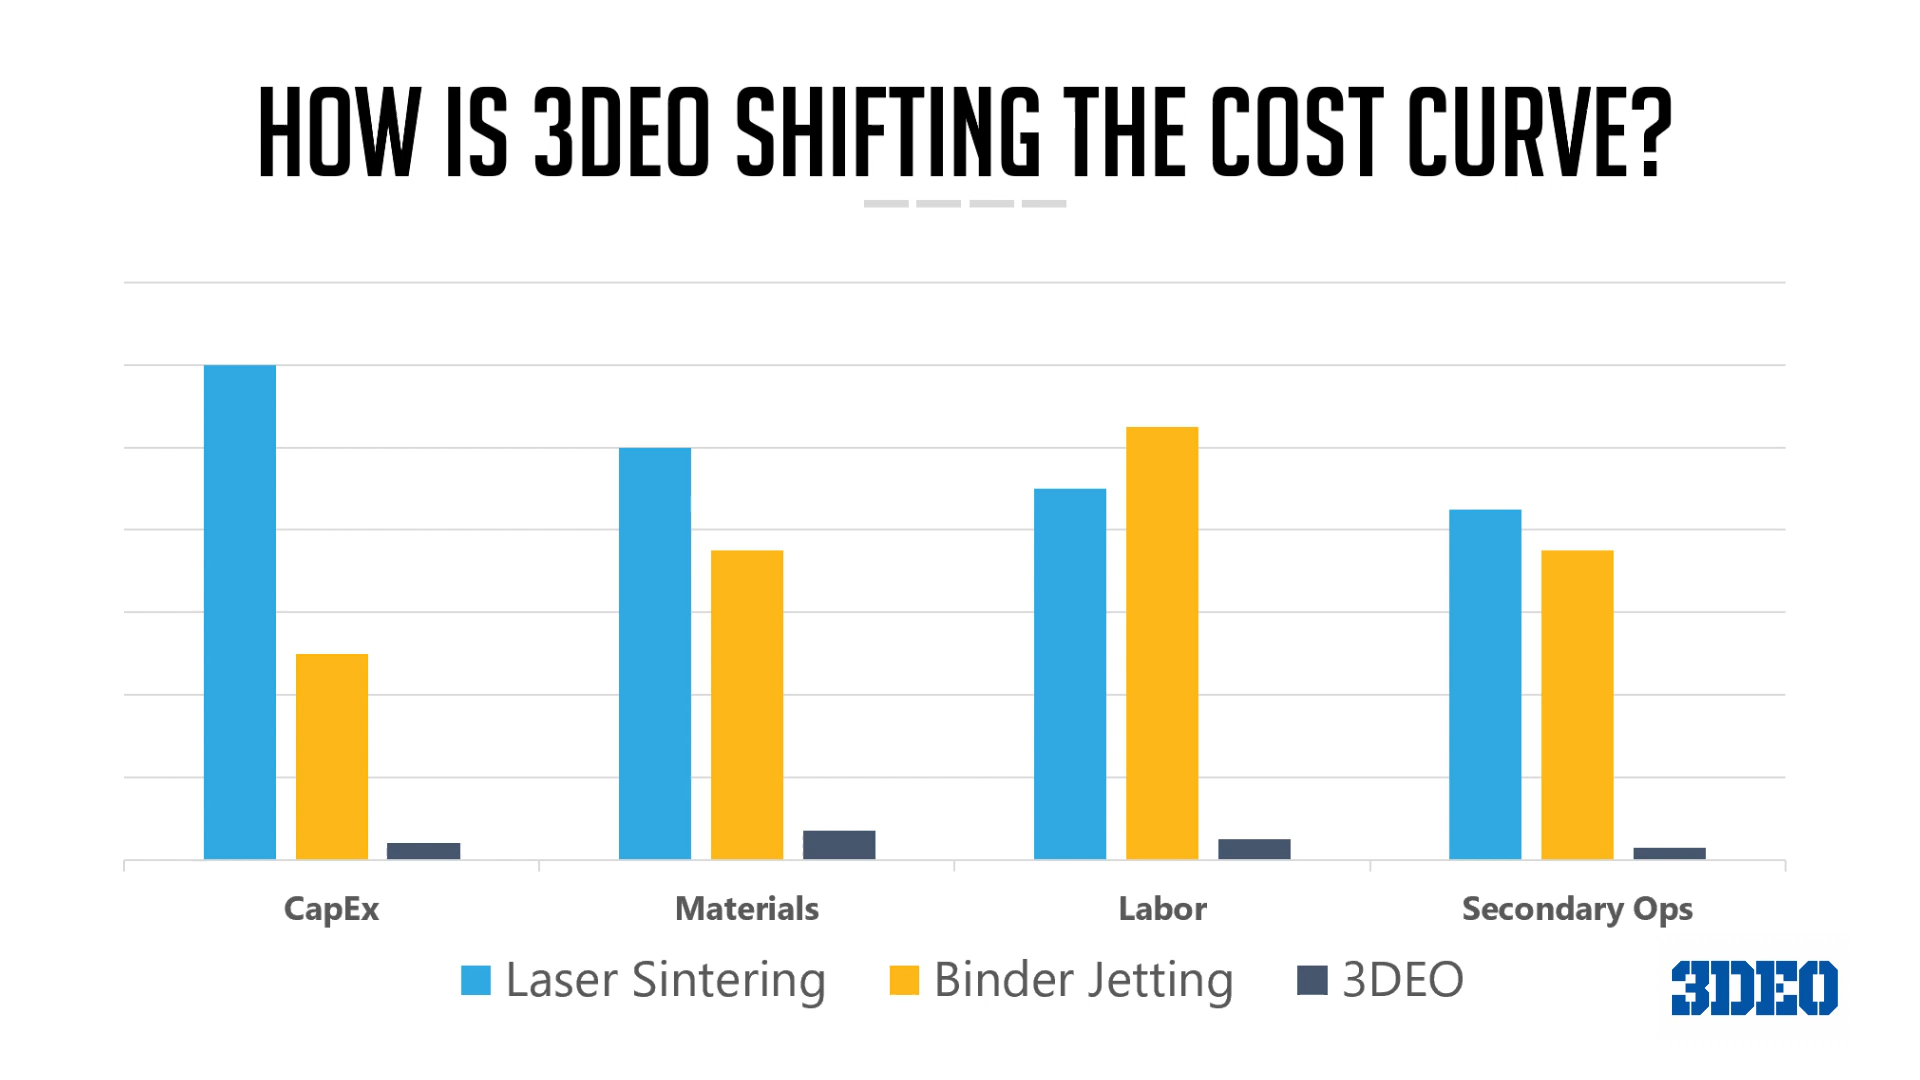 HOW IS 3DEO SHIFTING THE COST CURVE?
CapEx Materials Labor Secondary Ops
Laser Sintering Binder Jetting 3DEO
3DEO